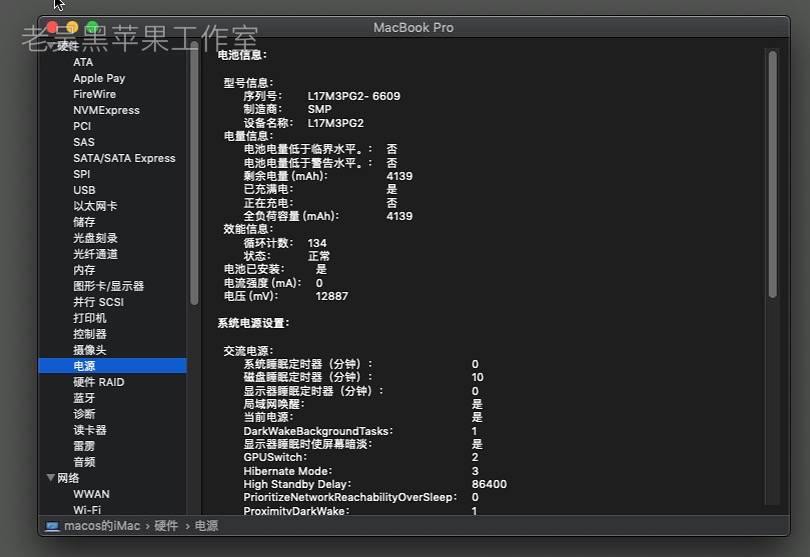 MacBook Pro
老吴黑苹果工作室
硬件
ATA
Apple Pay
FireWire
NVMExpress
PCI
SAS
SATA/SATA Express
SPI
USB
以太网卡
储存
光盘刻录
光纤通道
内存
图形卡/显示器
并行 SCSI
打印机
控制器
摄像头
电源
硬件 RAID
蓝牙
诊断
读卡器
雷雳
音频
网络
WWAN
Wi-Fi
电池信息：
型号信息：
序列号： L17M3PG2- 6609
制造商： SMP
设备名称： L17M3PG2
电量信息：
电池电量低于临界水平。： 否
电池电量低于警告水平。： 否
剩余电量 (mAh)： 4139
已充满电： 是
正在充电： 否
全负荷容量 (mAh)： 4139
效能信息：
循环计数： 134
状态： 正常
电池已安装： 是
电流强度 (mA)： 0
电压 (mV)： 12887
系统电源设置：
交流电源：
系统睡眠定时器（分钟）： 0
磁盘睡眠定时器（分钟）： 10
显示器睡眠定时器（分钟）： 0
局域网唤醒： 是
当前电源： 是
DarkWakeBackgroundTasks： 1
显示器睡眠时使屏幕暗淡： 是
GPUSwitch： 2
Hibernate Mode： 3
High Standby Delay： 86400
PrioritizeNetworkReachabilityOverSleep： 0
ProximityDarkWake： 1
macos的iMac › 硬件 › 电源